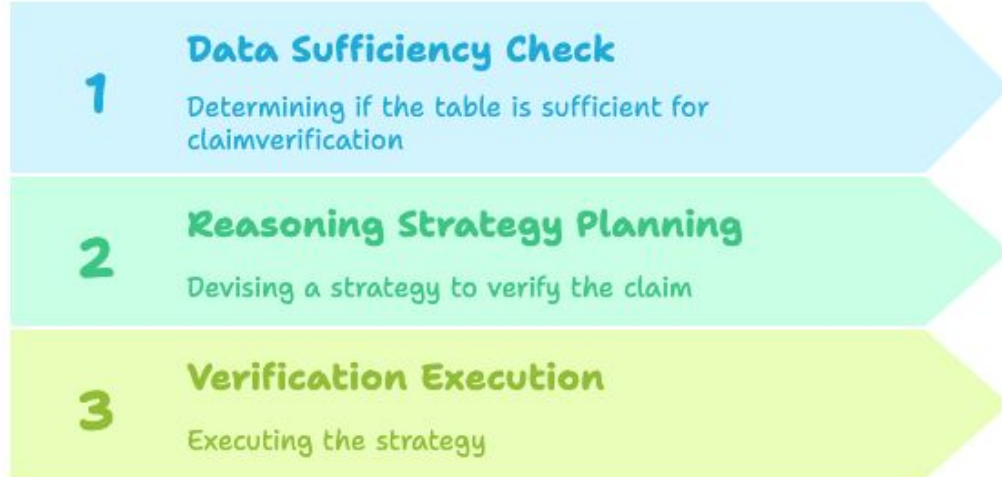 1
Data Sufficiency Check
Determining if the table is sufficient for
claimverification
2
Reasoning Strategy Planning
Devising a strategy to verify the claim
3
Verification Execution
Executing the strategy